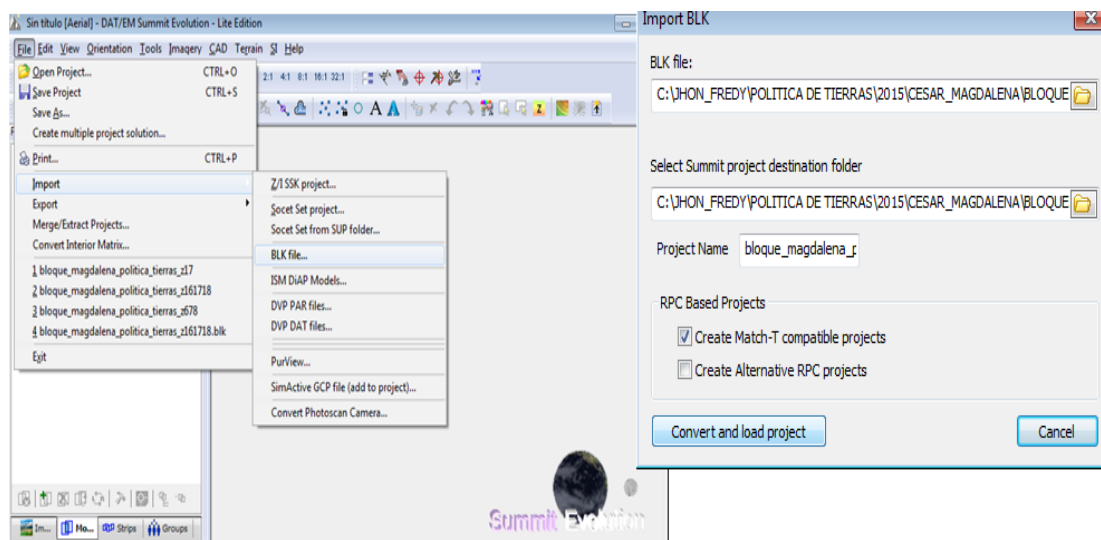 Sin título [Aerial] - DAT/EM Summit Evolution - Lite Edition
File Edit View Orientation Tools Imagery CAD Terrain SI Help
Open Project... CTRL+O
Save Project CTRL+S
Save As...
Create multiple project solution...
Print... CTRL+P
Import
Export
Merge/Extract Projects...
Convert Interior Matrix...
1 bloque_magdalena_politica_tierras_z17
2 bloque_magdalena_politica_tierras_z161718
3 bloque_magdalena_politica_tierras_z678
4 bloque_magdalena_politica_tierras_z161718.blk
Exit
2:1 4:1 8:1 16:1 32:1
Z/I SSK project...
Socet Set project...
Socet Set from SUP folder...
BLK file...
ISM DiAP Models...
DVP PAR files...
DVP DAT files...
PurView...
SimActive GCP file (add to project)...
Convert Photoscan Camera...
Im... Mo... Strips Groups
Summit Evolution
Import BLK
BLK file:
C:\JHON_FREDY\POLITICA DE TIERRAS\2015\CESAR_MAGDALENA\BLOQUE
Select Summit project destination folder
C:\JHON_FREDY\POLITICA DE TIERRAS\2015\CESAR_MAGDALENA\BLOQUE
Project Name bloque_magdalena_p
RPC Based Projects
Create Match-T compatible projects
Create Alternative RPC projects
Convert and load project Cancel